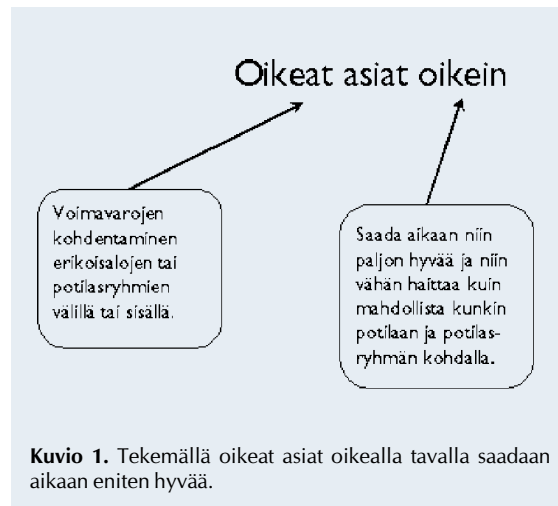 Oikeat asiat oikein
Voimavarojen
kohdentaminen
erikoisalojen tai
potilasryhmien
välillä tai sisällä.
Saada aikaan niin
paljon hyvää ja niin
vähän haittaa kuin
mahdollista kunkin
potilaan ja potilas-
ryhmän kohdalla.
Kuvio 1. Tekemällä oikeat asiat oikealla tavalla saadaan
aikaan eniten hyvää.